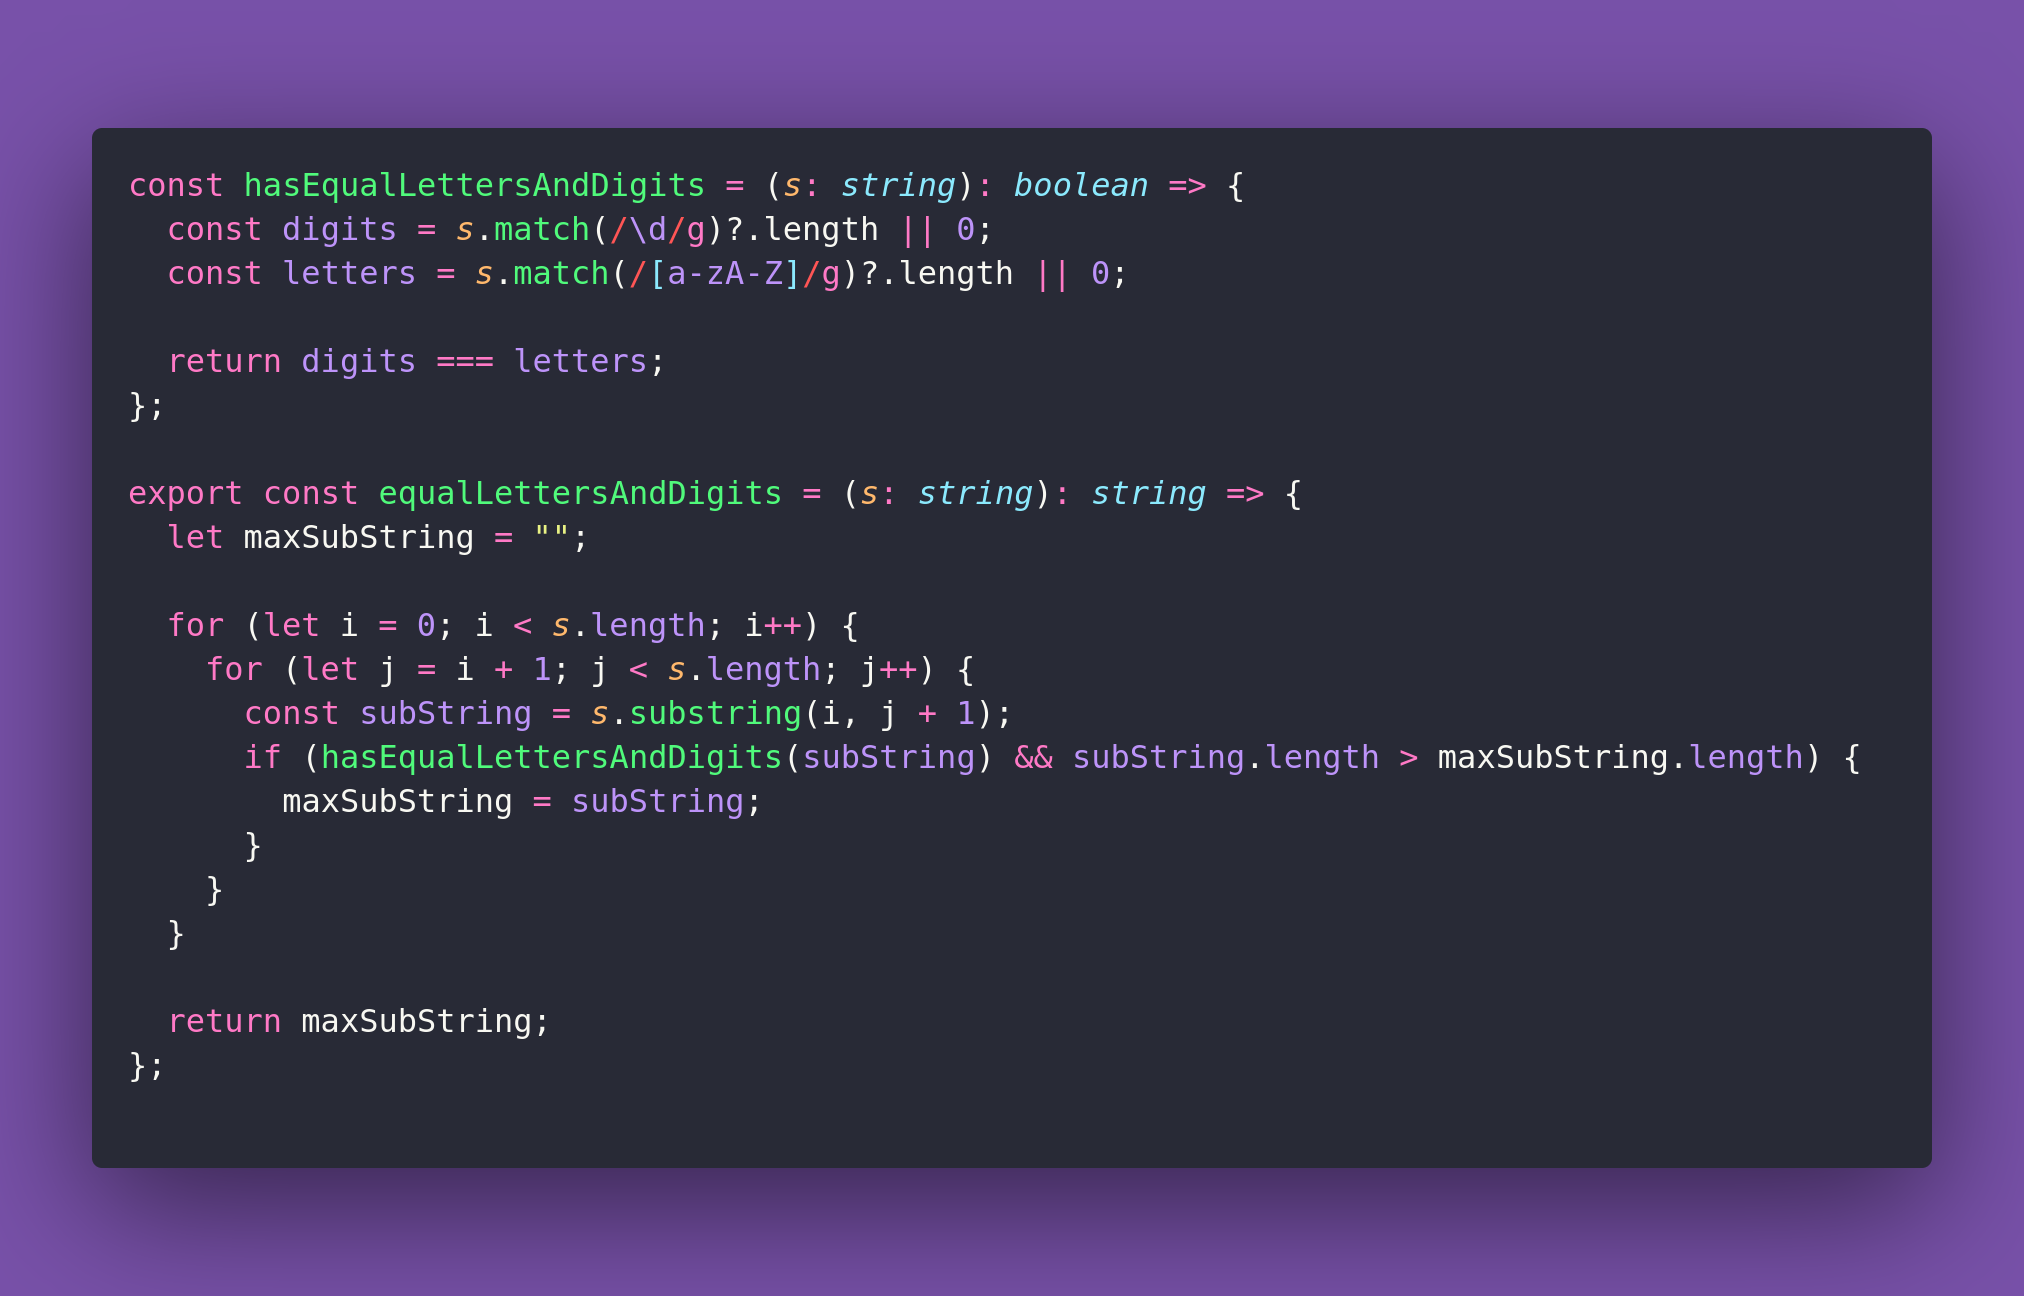 const hasEqualLettersAndDigits = (s: string): boolean => {
  const digits = s.match(/\d/g)?.length || 0;
  const letters = s.match(/[a-zA-Z]/g)?.length || 0;

  return digits === letters;
};

export const equalLettersAndDigits = (s: string): string => {
  let maxSubString = "";

  for (let i = 0; i < s.length; i++) {
    for (let j = i + 1; j < s.length; j++) {
      const subString = s.substring(i, j + 1);
      if (hasEqualLettersAndDigits(subString) && subString.length > maxSubString.length) {
        maxSubString = subString;
      }
    }
  }

  return maxSubString;
};